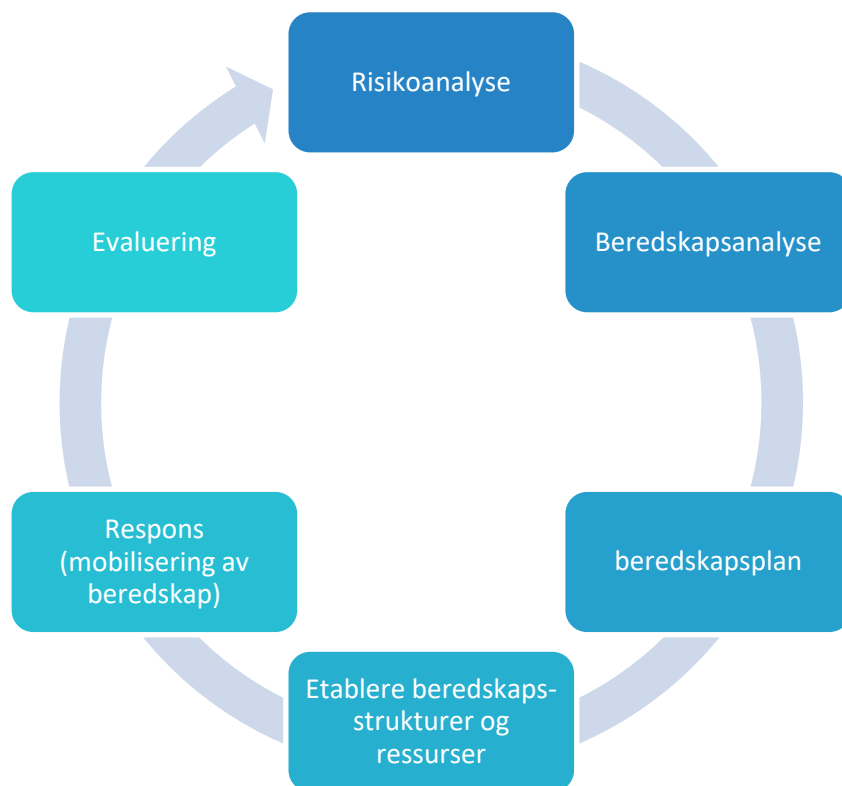 Risikoanalyse
Beredskapsanalyse
beredskapsplan
Etablere beredskaps-
strukturer og
ressurser
Respons
(mobilisering av
beredskap)
Evaluering